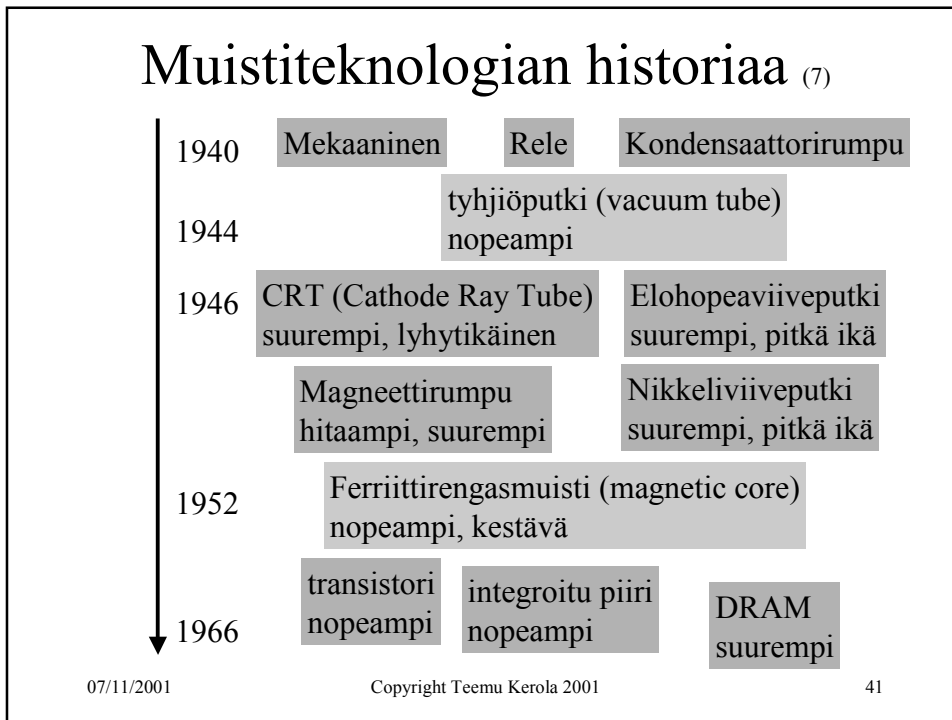 Muistiteknologian historiaa (7)
1940 Mekaaninen Rele Kondensaattorirumpu
tyhjiöputki (vacuum tube)
1944 nopeampi
1946 CRT (Cathode Ray Tube) Elohopeaviiveputki
suurempi, lyhytikäinen suurempi, pitkä ikä
Magneettirumpu Nikkeliviiveputki
hitaampi, suurempi suurempi, pitkä ikä
1952 Ferriittirengasmuisti (magnetic core)
nopeampi, kestävä
transistori integroitu piiri DRAM
1966 nopeampi nopeampi suurempi
07/11/2001 Copyright Teemu Kerola 2001 41